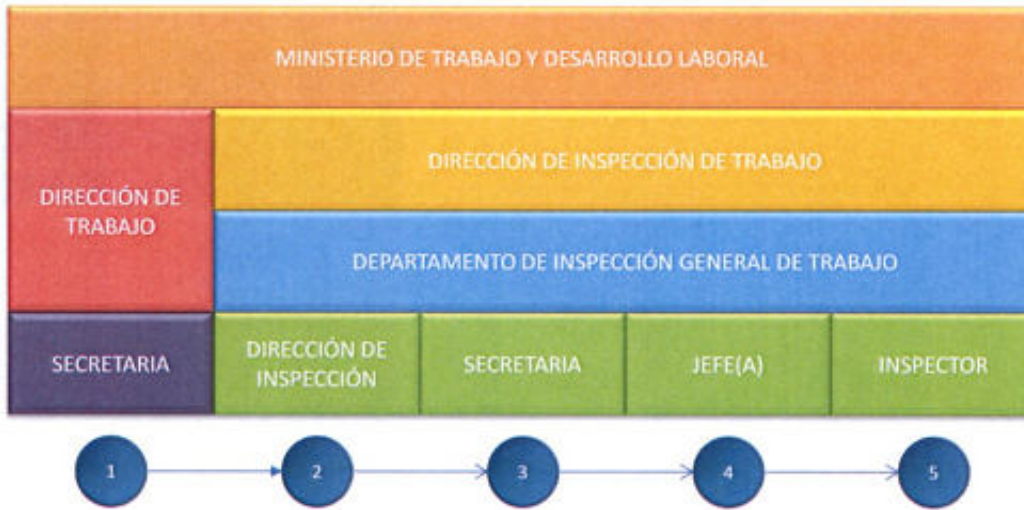 MINISTERIO DE TRABAJO Y DESARROLLO LABORAL
DIRECCIÓN DE
TRABAJO
DIRECCIÓN DE INSPECCIÓN DE TRABAJO
DEPARTAMENTO DE INSPECCIÓN GENERAL DE TRABAJO
SECRETARIA
DIRECCIÓN DE
INSPECCIÓN
SECRETARIA
JEFE(A)
INSPECTOR
1
2
3
4
5